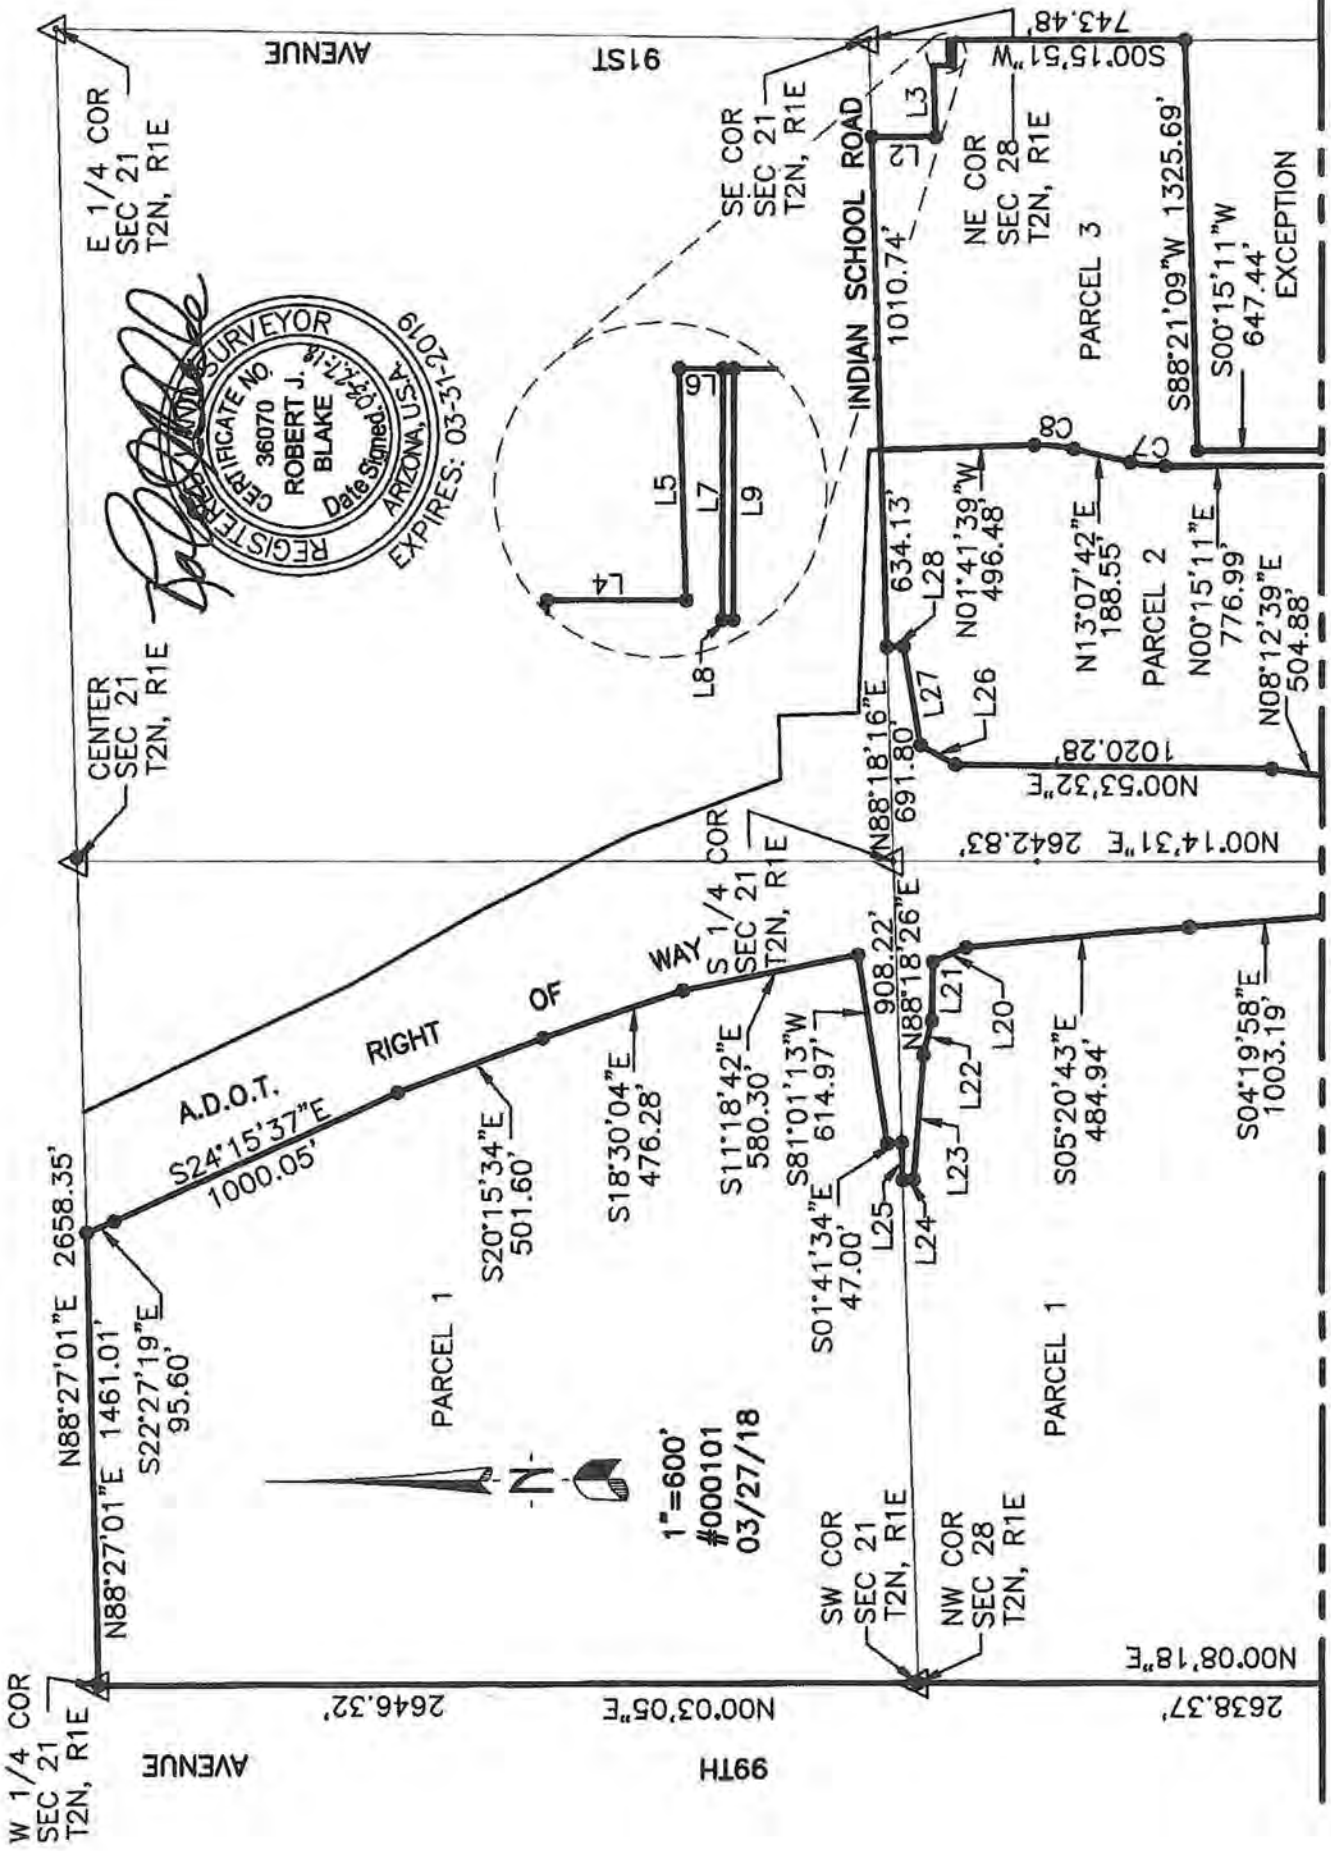 W 1/4 COR
SEC 21
T2N, R1E
N88°27'01"E 2658.35'
N88°27'01"E 1461.01'
CENTER
SEC 21
T2N, R1E
E 1/4 COR
SEC 21
T2N, R1E
AVENUE
99TH
N00°03'05"E
2646.32'
AVENUE
91ST
S22°27'19"E
95.60'
A.D.O.T.
RIGHT
OF
WAY
S24°15'37"E
1000.05'
S20°15'34"E
501.60'
S18°30'04"E
476.28'
S11°18'42"E
580.30'
S81°01'13"W
614.97'
S01°41'34"E
47.00'
PARCEL 1
N
1"=600'
#000101
03/27/18
REGISTERED LAND SURVEYOR
CERTIFICATE NO.
36070
ROBERT J.
BLAKE
Date Signed
ARIZONA, U.S.A.
EXPIRES: 03-31-2019
L4
L5
L6
L7
L8
L9
SE COR
SEC 21
T2N, R1E
S 1/4 COR
SEC 21
T2N, R1E
SW COR
SEC 21
T2N, R1E
NW COR
SEC 28
T2N, R1E
INDIAN SCHOOL ROAD
908.22'
N88°18'26"E
N88°18'16"E
691.80'
634.13'
1010.74'
L2
L3
NE COR
SEC 28
T2N, R1E
S00°15'51"W
743.48'
L25
L24
L23
L22
L21
L20
L28
L27
L26
N01°41'39"W
496.48'
C8
N13°07'42"E
188.55'
C7
PARCEL 2
PARCEL 3
N00°15'11"E
776.99'
S88°21'09"W 1325.69'
S00°15'11"W
647.44'
EXCEPTION
N00°53'32"E
1020.28'
N08°12'39"E
504.88'
N00°14'31"E 2642.83'
S05°20'43"E
484.94'
S04°19'58"E
1003.19'
PARCEL 1
N00°08'18"E
2638.37'